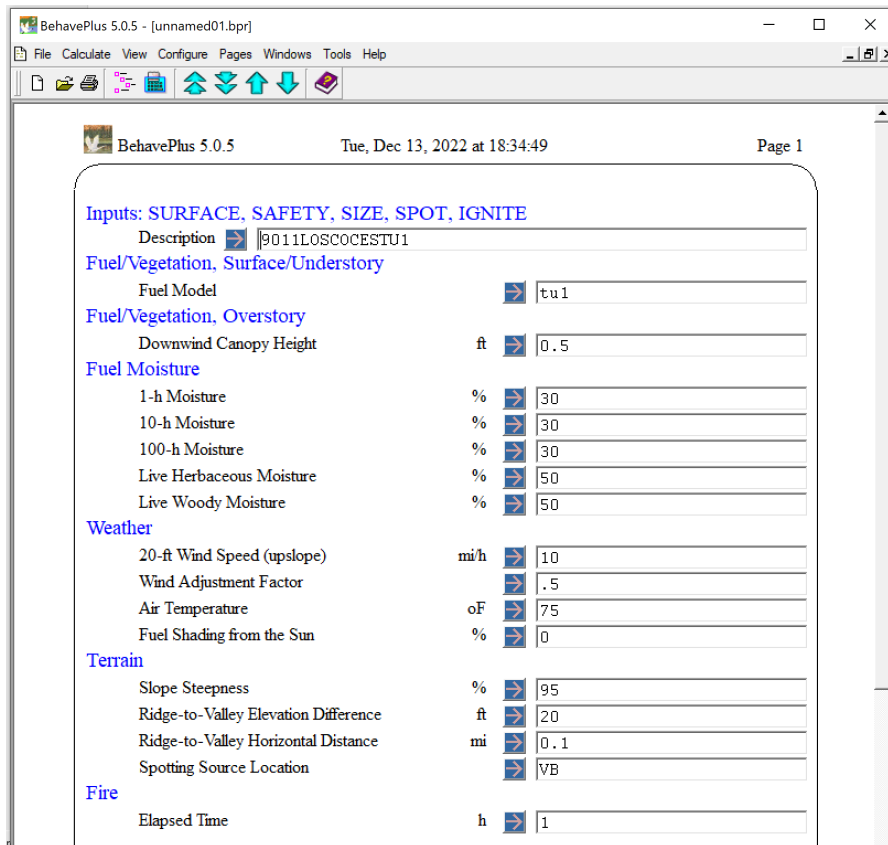 BehavePlus 5.0.5 - [unnamed01.bpr]
File Calculate View Configure Pages Windows Tools Help
BehavePlus 5.0.5 Tue, Dec 13, 2022 at 18:34:49 Page 1
Inputs: SURFACE, SAFETY, SIZE, SPOT, IGNITE
Description 9011LOSCOCESTU1
Fuel/Vegetation, Surface/Understory
Fuel Model tu1
Fuel/Vegetation, Overstory
Downwind Canopy Height ft 0.5
Fuel Moisture
1-h Moisture % 30
10-h Moisture % 30
100-h Moisture % 30
Live Herbaceous Moisture % 50
Live Woody Moisture % 50
Weather
20-ft Wind Speed (upslope) mi/h 10
Wind Adjustment Factor .5
Air Temperature oF 75
Fuel Shading from the Sun % 0
Terrain
Slope Steepness % 95
Ridge-to-Valley Elevation Difference ft 20
Ridge-to-Valley Horizontal Distance mi 0.1
Spotting Source Location VB
Fire
Elapsed Time h 1